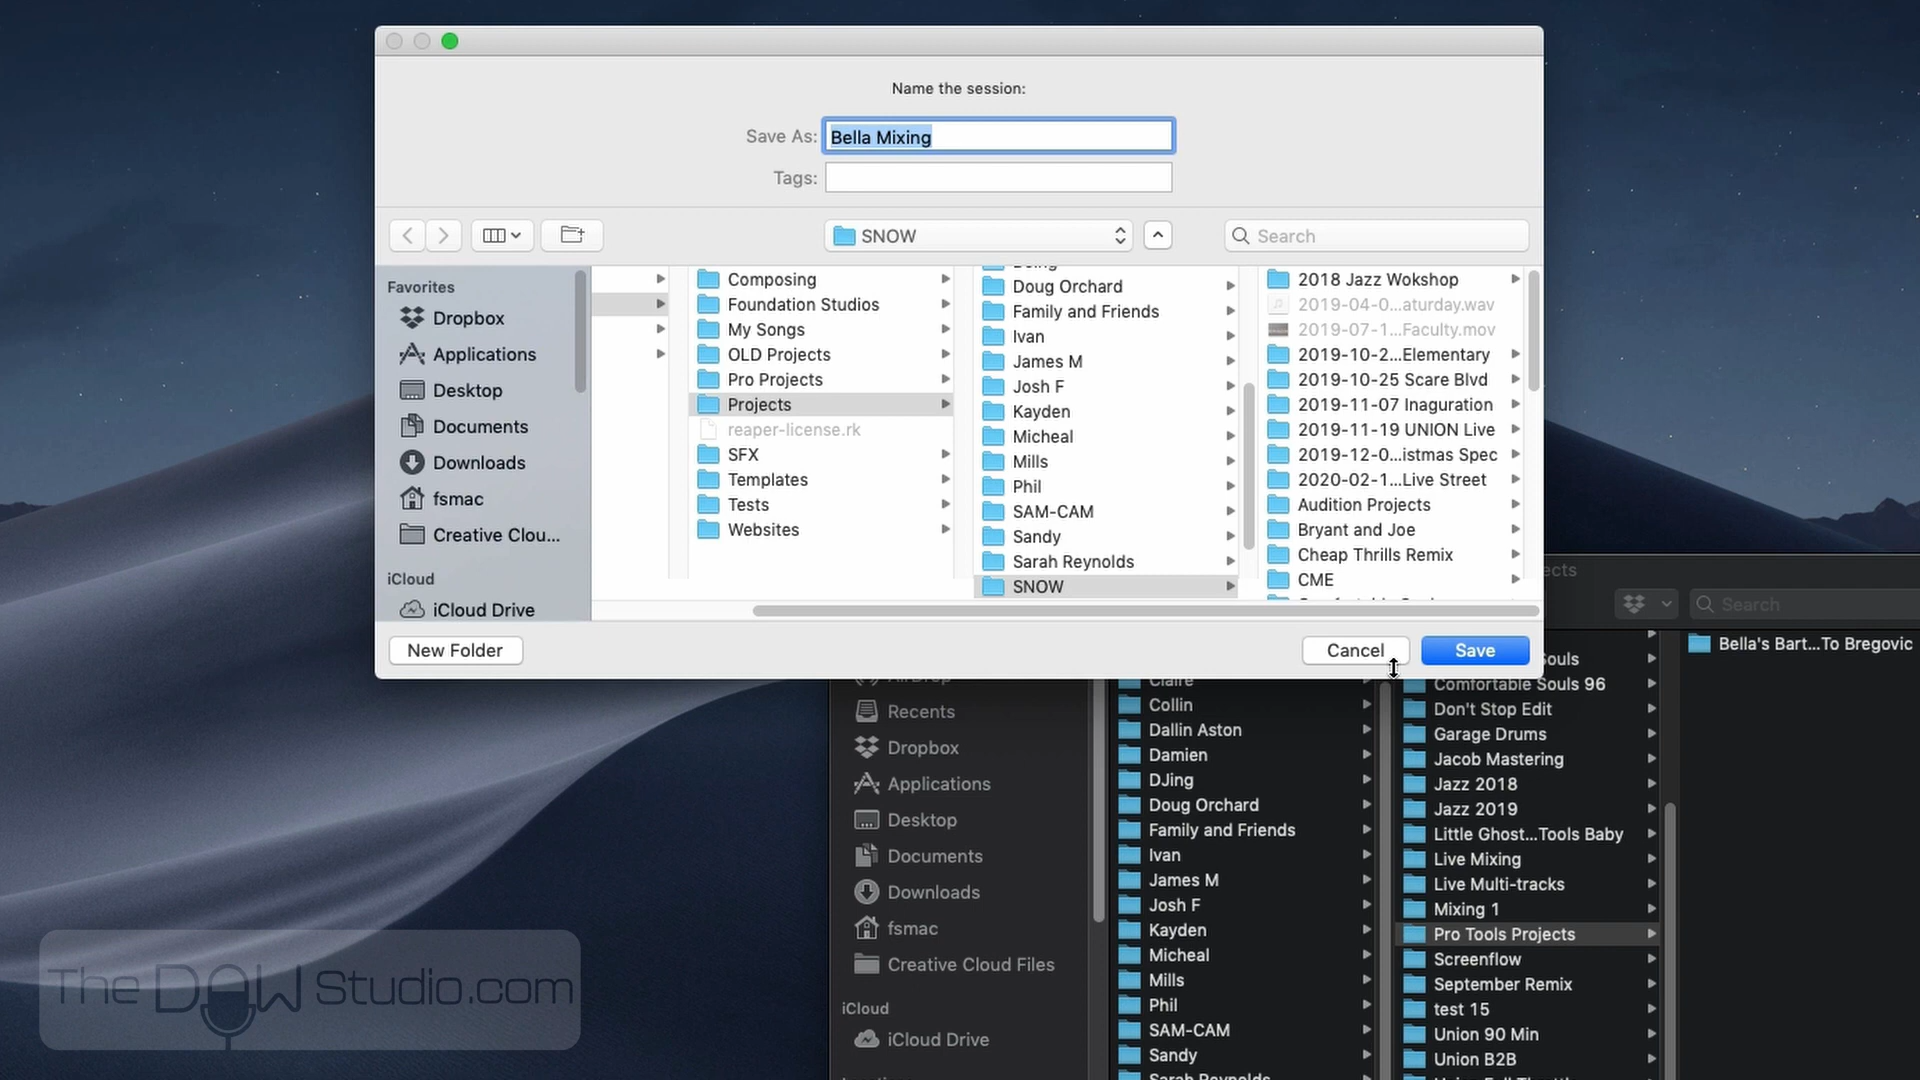 Name the session:
Save As: Bella Mixing
Tags:
SNOW
Search
Favorites
Dropbox
Applications
Desktop
Documents
Downloads
fsmac
Creative Clou...
iCloud
iCloud Drive
Composing
Foundation Studios
My Songs
OLD Projects
Pro Projects
Projects
reaper-license.rk
SFX
Templates
Tests
Websites
Doug Orchard
Family and Friends
Ivan
James M
Josh F
Kayden
Micheal
Mills
Phil
SAM-CAM
Sandy
Sarah Reynolds
SNOW
2018 Jazz Wokshop
2019-04-0...aturday.wav
2019-07-1...Faculty.mov
2019-10-2...Elementary
2019-10-25 Scare Blvd
2019-11-07 Inaguration
2019-11-19 UNION Live
2019-12-0...istmas Spec
2020-02-1...Live Street
Audition Projects
Bryant and Joe
Cheap Thrills Remix
CME
New Folder
Cancel
Save
ects
Search
AirDrop
Recents
Dropbox
Applications
Desktop
Documents
Downloads
fsmac
Creative Cloud Files
iCloud
iCloud Drive
Claire
Collin
Dallin Aston
Damien
DJing
Doug Orchard
Family and Friends
Ivan
James M
Josh F
Kayden
Micheal
Mills
Phil
SAM-CAM
Sandy
Sarah Reynolds
Souls
Comfortable Souls 96
Don't Stop Edit
Garage Drums
Jacob Mastering
Jazz 2018
Jazz 2019
Little Ghost...Tools Baby
Live Mixing
Live Multi-tracks
Mixing 1
Pro Tools Projects
Screenflow
September Remix
test 15
Union 90 Min
Union B2B
Bella's Bart...To Bregovic
The DAW Studio.com